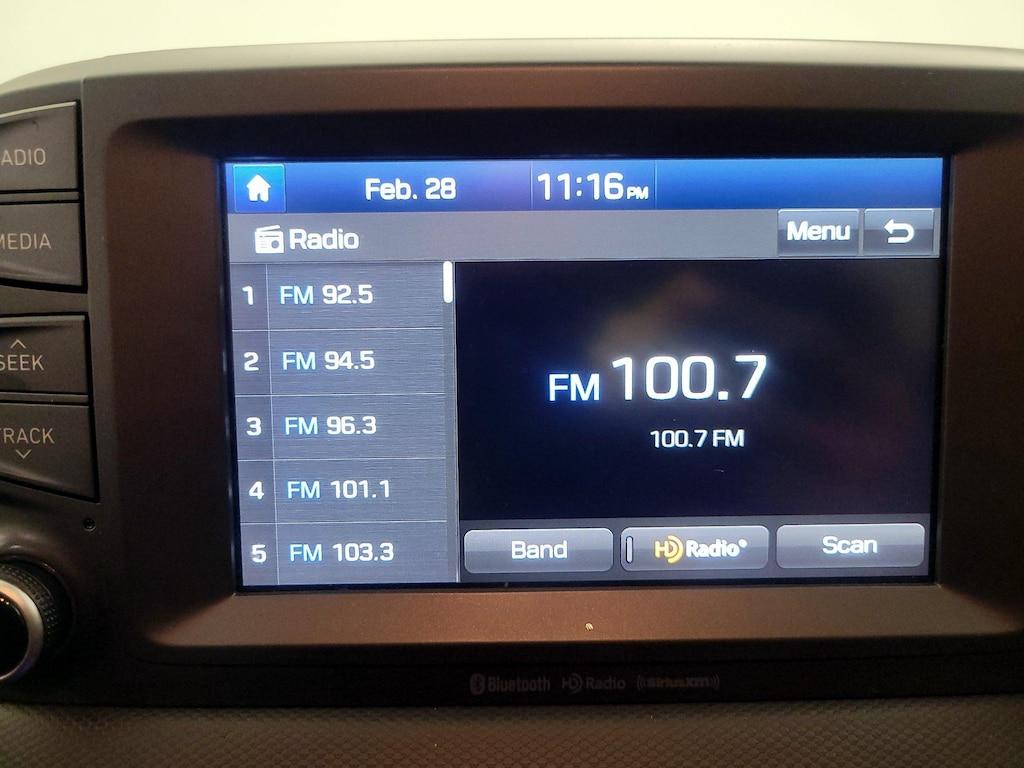 ADIO
MEDIA
SEEK
TRACK
Feb. 28 11:16 PM
Radio Menu
1 FM 92.5
2 FM 94.5
3 FM 96.3
4 FM 101.1
5 FM 103.3
FM 100.7
100.7 FM
Band HD Radio® Scan
Bluetooth HD Radio ((SiriusXM))